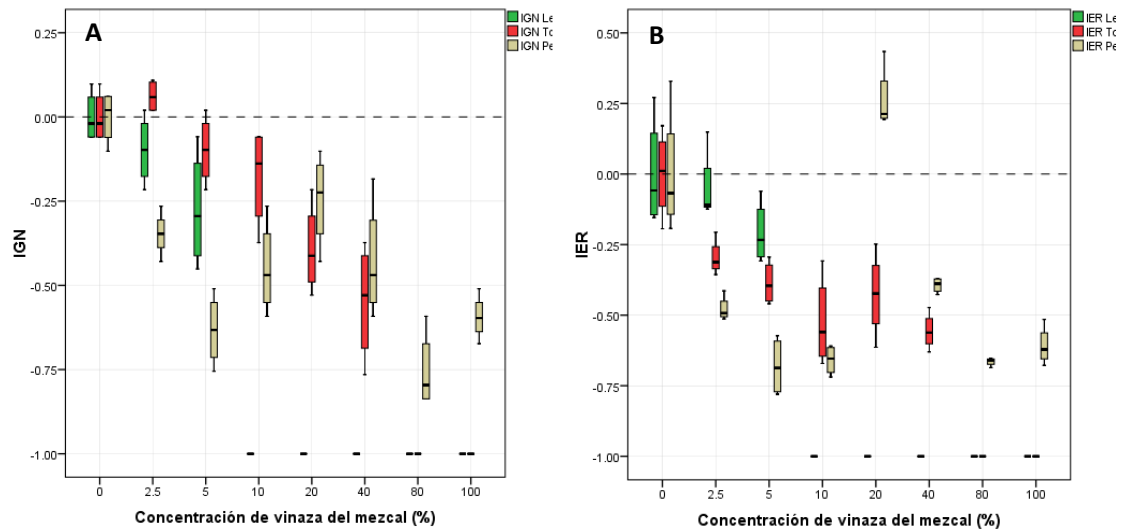 A
IGN Le
IGN To
IGN Pe
0.25
0.00
-0.25
-0.50
-0.75
-1.00
IGN
0 2.5 5 10 20 40 80 100
Concentración de vinaza del mezcal (%)
B
IER Le
IER To
IER Pe
0.50
0.25
0.00
-0.25
-0.50
-0.75
-1.00
IER
0 2.5 5 10 20 40 80 100
Concentración de vinaza del mezcal (%)